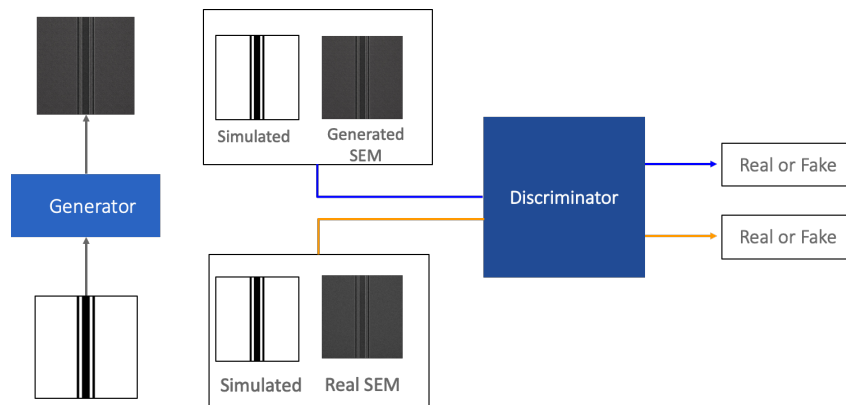 Generator
Simulated
Generated
SEM
Simulated
Real SEM
Discriminator
Real or Fake
Real or Fake